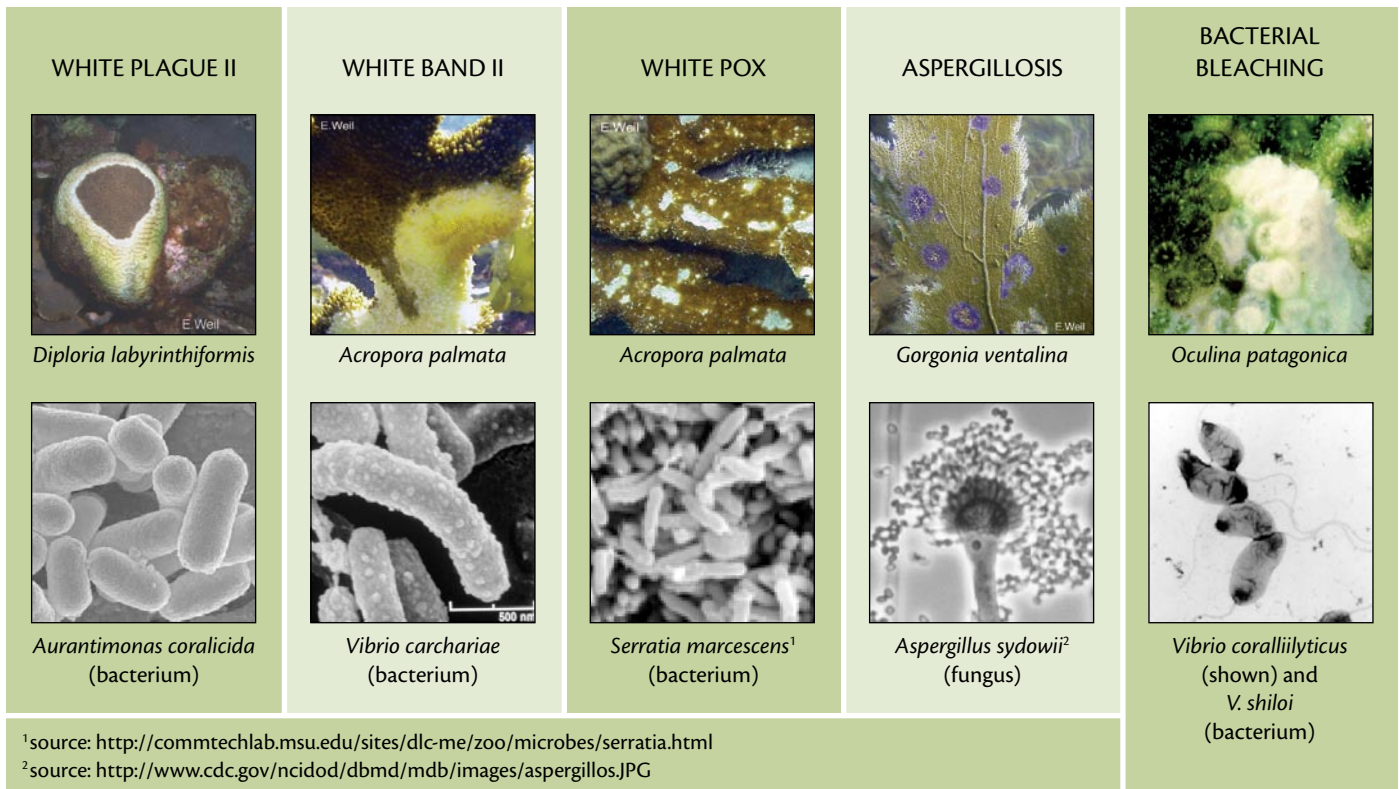 WHITE PLAGUE II
WHITE BAND II
WHITE POX
ASPERGILLOSIS
BACTERIAL
BLEACHING
E.Weil
E.Weil
E.Weil
E.Weil
Diploria labyrinthiformis
Acropora palmata
Acropora palmata
Gorgonia ventalina
Oculina patagonica
500 nm
Aurantimonas coralicida
(bacterium)
Vibrio carchariae
(bacterium)
Serratia marcescens¹
(bacterium)
Aspergillus sydowii²
(fungus)
Vibrio coralliilyticus
(shown) and
V. shiloi
(bacterium)
¹source: http://commtechlab.msu.edu/sites/dlc-me/zoo/microbes/serratia.html
²source: http://www.cdc.gov/ncidod/dbmd/mdb/images/aspergillos.JPG